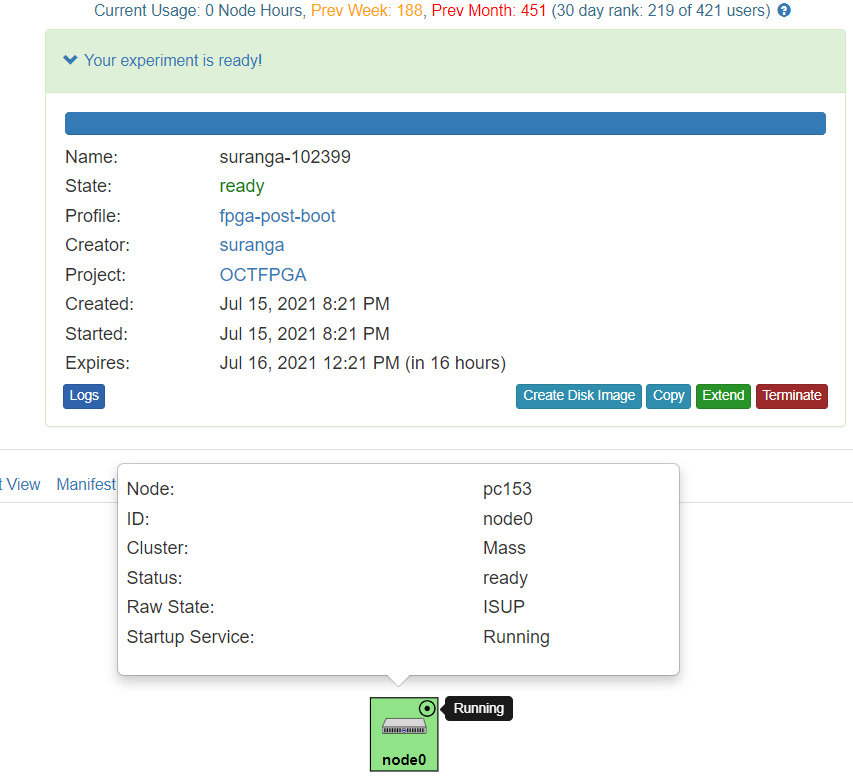 Current Usage: 0 Node Hours, Prev Week: 188, Prev Month: 451 (30 day rank: 219 of 421 users) ?
Your experiment is ready!
Name: suranga-102399
State: ready
Profile: fpga-post-boot
Creator: suranga
Project: OCTFPGA
Created: Jul 15, 2021 8:21 PM
Started: Jul 15, 2021 8:21 PM
Expires: Jul 16, 2021 12:21 PM (in 16 hours)
Logs Create Disk Image Copy Extend Terminate
t View Manifest
Node: pc153
ID: node0
Cluster: Mass
Status: ready
Raw State: ISUP
Startup Service: Running
Running
node0